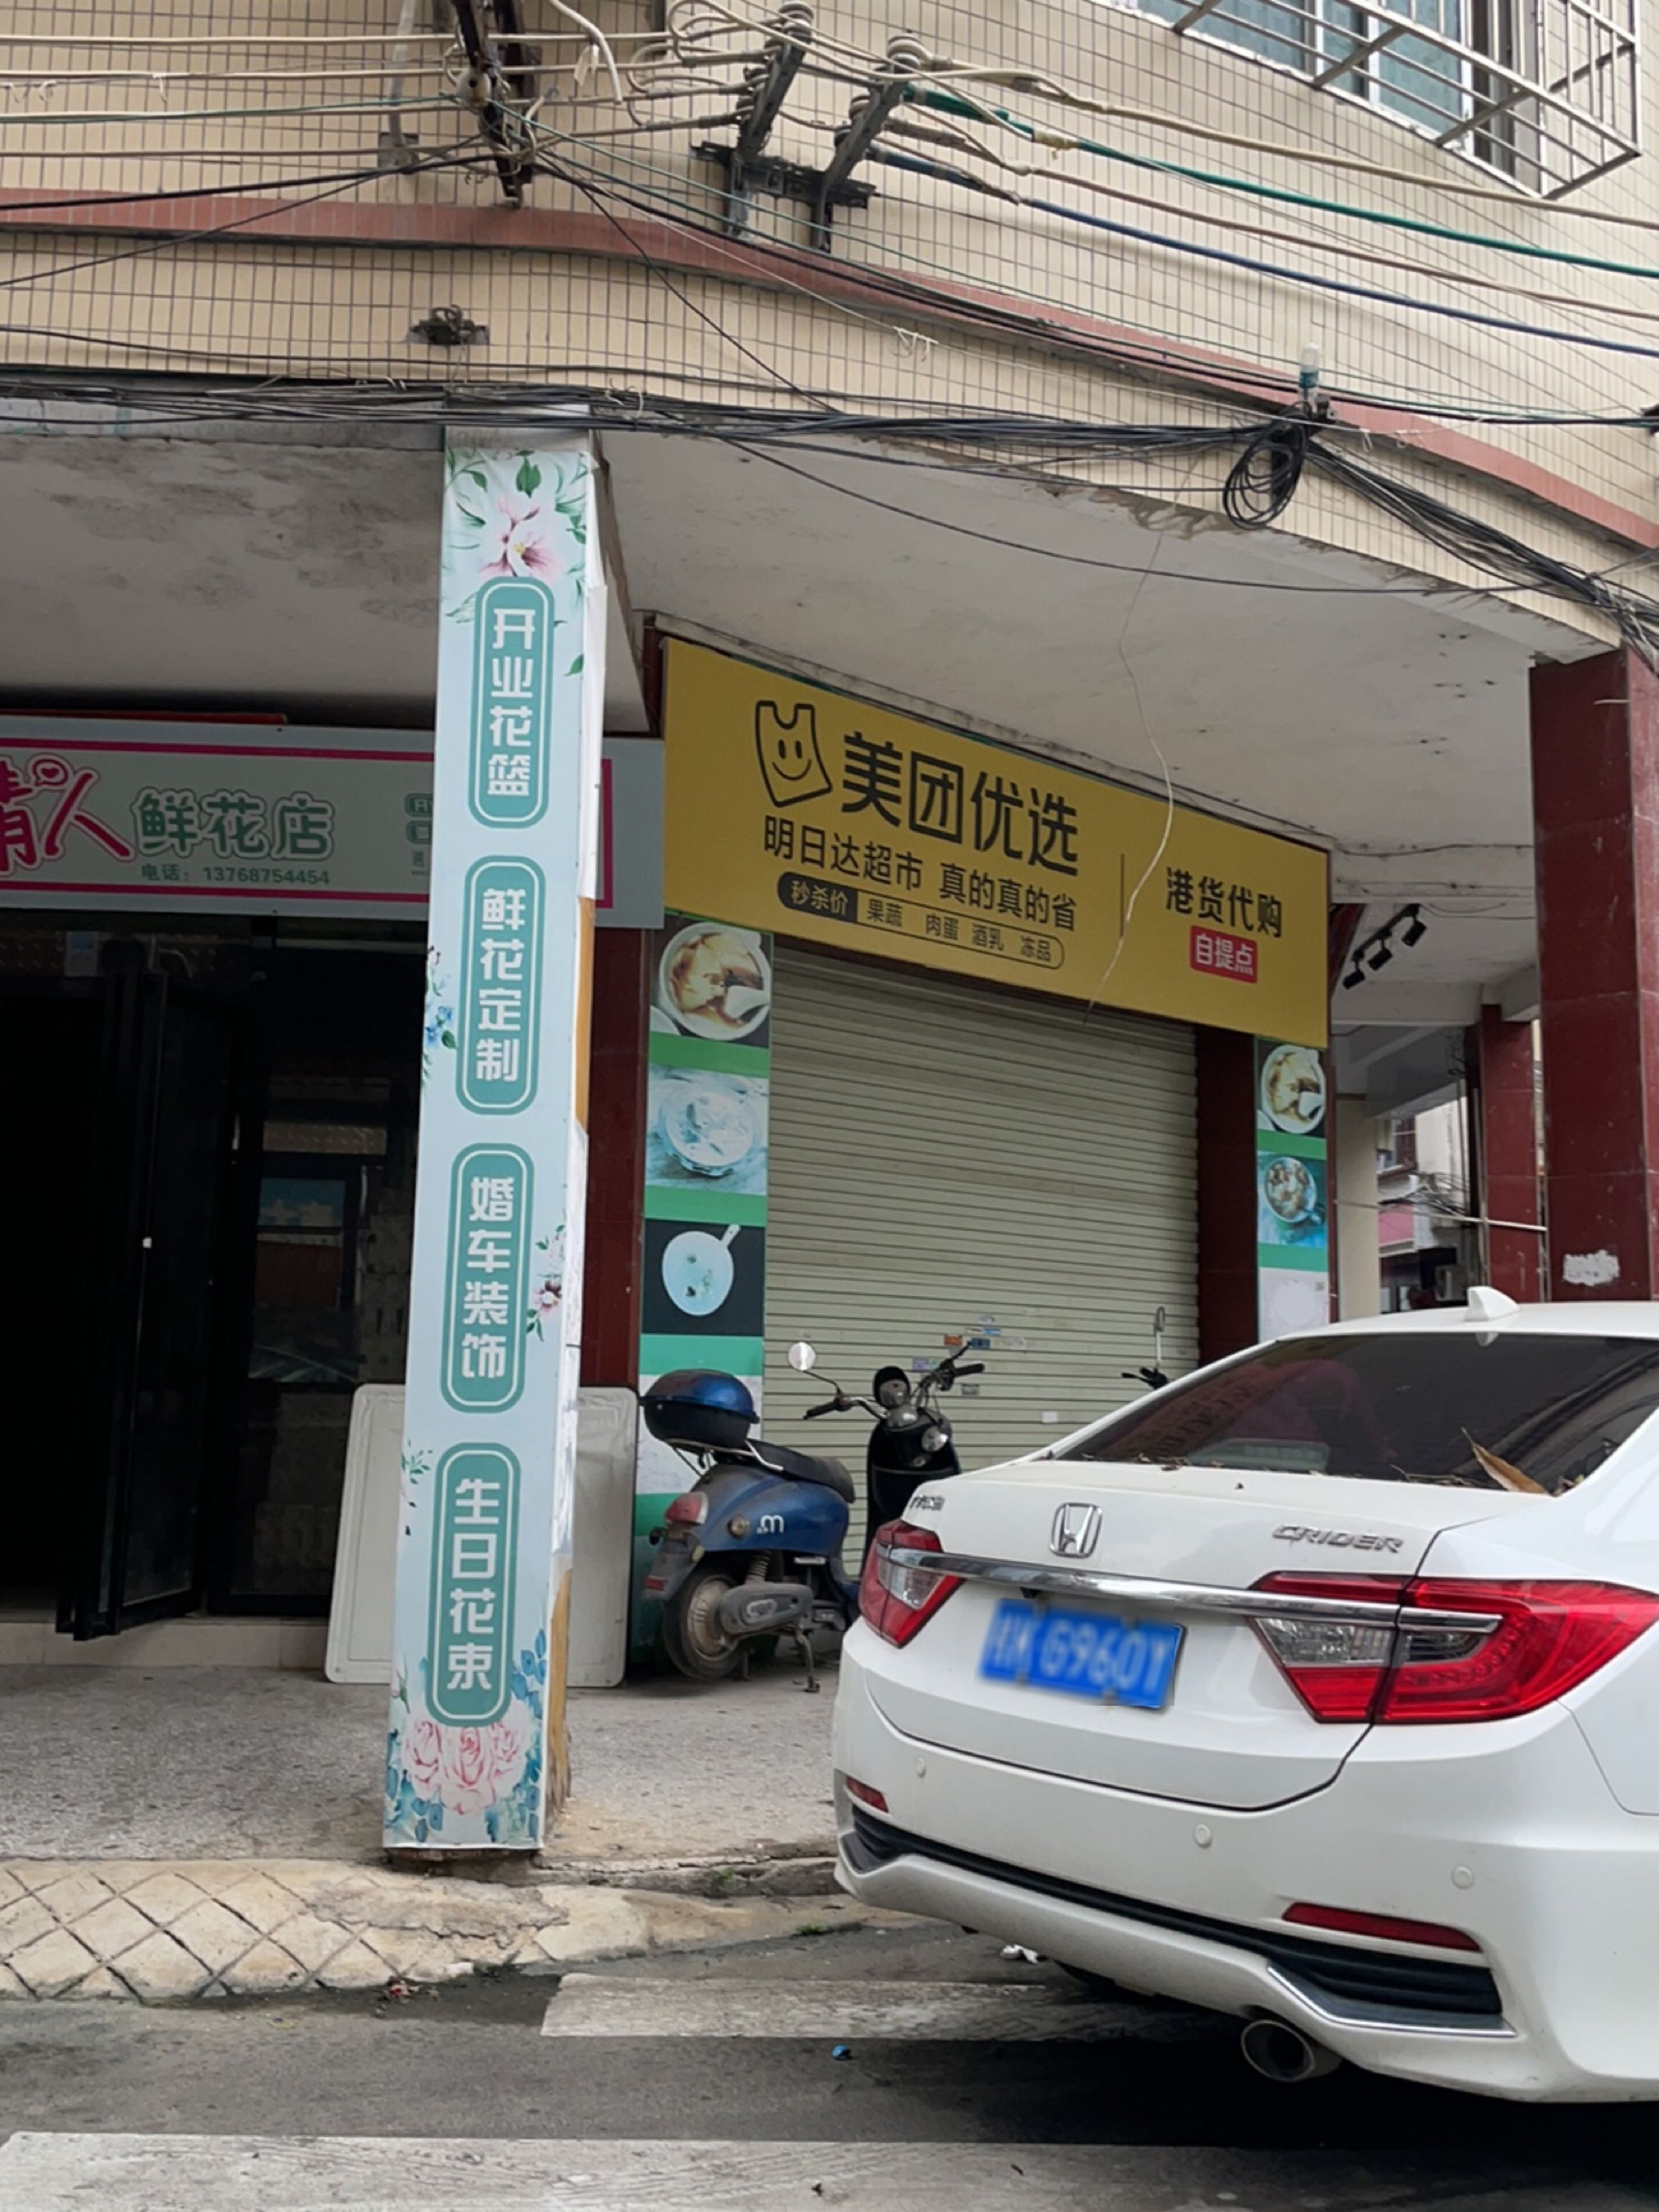 情人鲜花店
电话：13768754454
开业花篮
鲜花定制
婚车装饰
生日花束
美团优选
明日达超市 真的真的省
秒杀价 果蔬 肉蛋 酒乳 冻品
港货代购
自提点
CRIDER